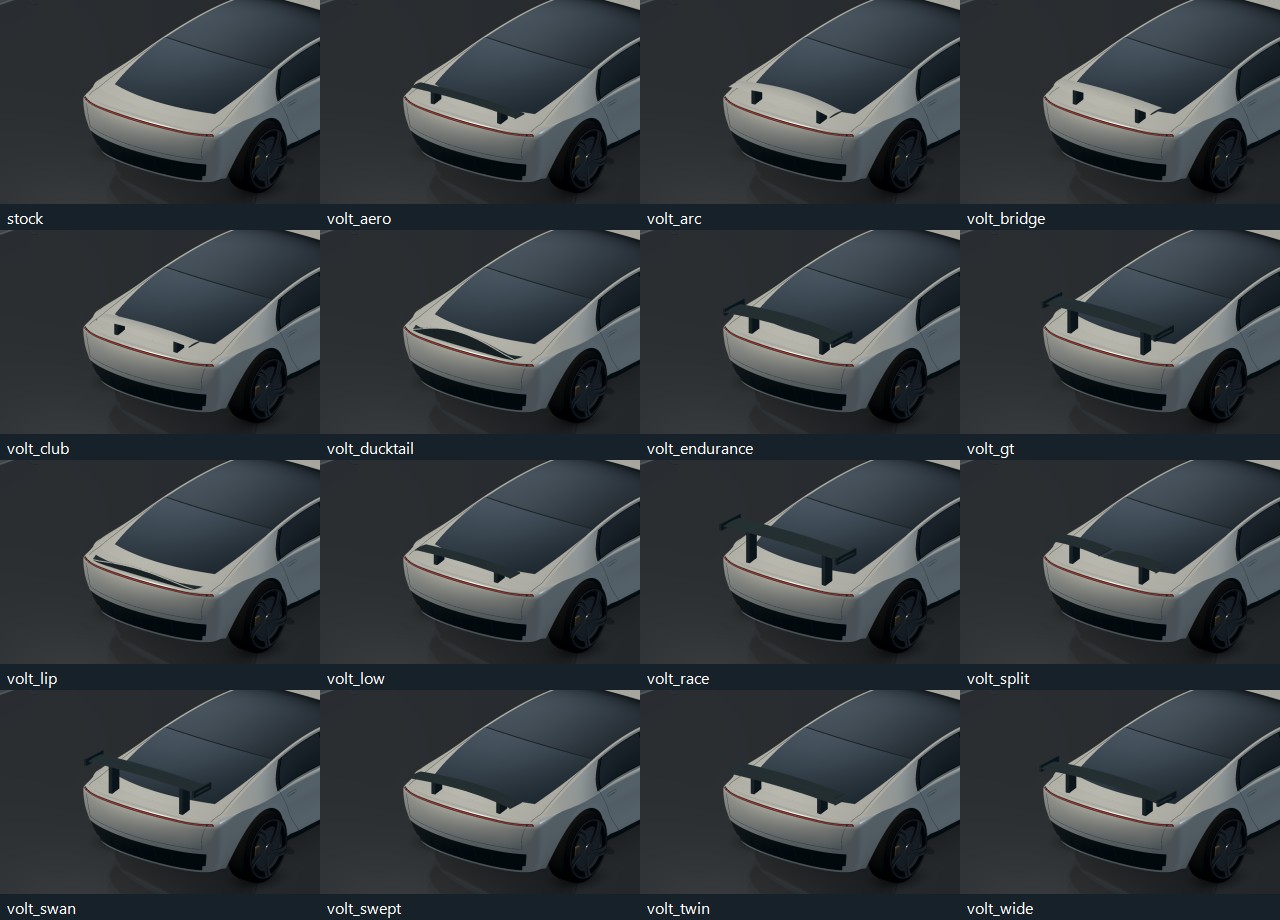 stock
volt_aero
volt_arc
volt_bridge
volt_club
volt_ducktail
volt_endurance
volt_gt
volt_lip
volt_low
volt_race
volt_split
volt_swan
volt_swept
volt_twin
volt_wide